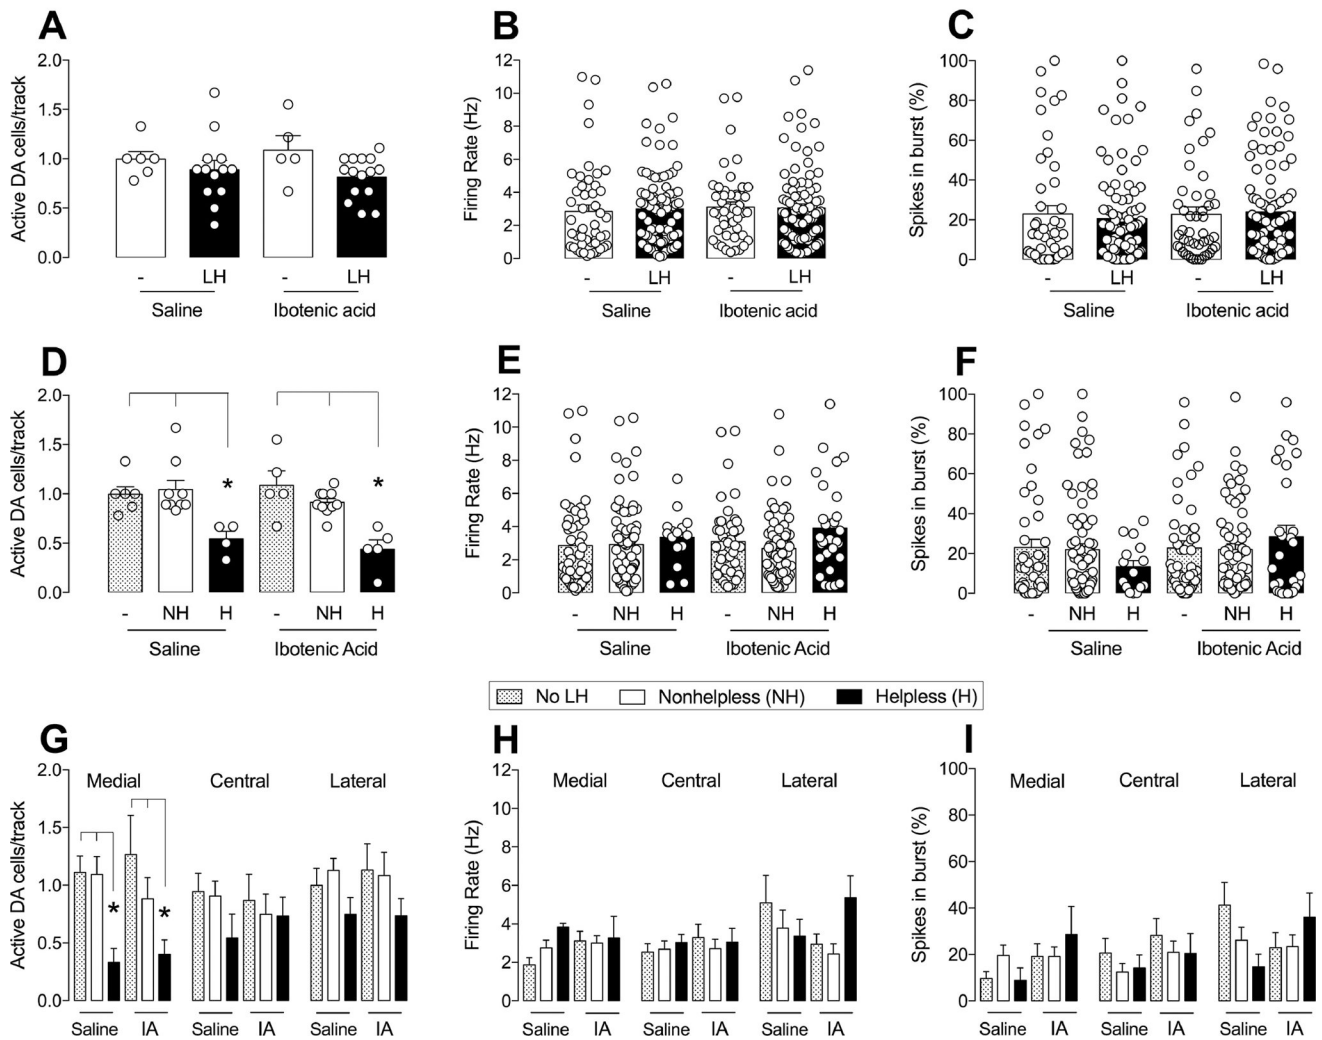 A
B
C
Active DA cells/track
2.0
1.5
1.0
0.5
0.0
- LH - LH
Saline Ibotenic acid
Firing Rate (Hz)
12
10
8
6
4
2
0
- LH - LH
Saline Ibotenic acid
Spikes in burst (%)
100
80
60
40
20
0
- LH - LH
Saline Ibotenic acid
D
E
F
Active DA cells/track
2.0
1.5
1.0
0.5
0.0
* *
- NH H - NH H
Saline Ibotenic Acid
Firing Rate (Hz)
12
10
8
6
4
2
0
- NH H - NH H
Saline Ibotenic Acid
Spikes in burst (%)
100
80
60
40
20
0
- NH H - NH H
Saline Ibotenic Acid
No LH Nonhelpless (NH) Helpless (H)
G
H
I
Active DA cells/track
2.0
1.5
1.0
0.5
0.0
Medial Central Lateral
* *
Saline IA Saline IA Saline IA
Firing Rate (Hz)
12
10
8
6
4
2
0
Medial Central Lateral
Saline IA Saline IA Saline IA
Spikes in burst (%)
100
80
60
40
20
0
Medial Central Lateral
Saline IA Saline IA Saline IA